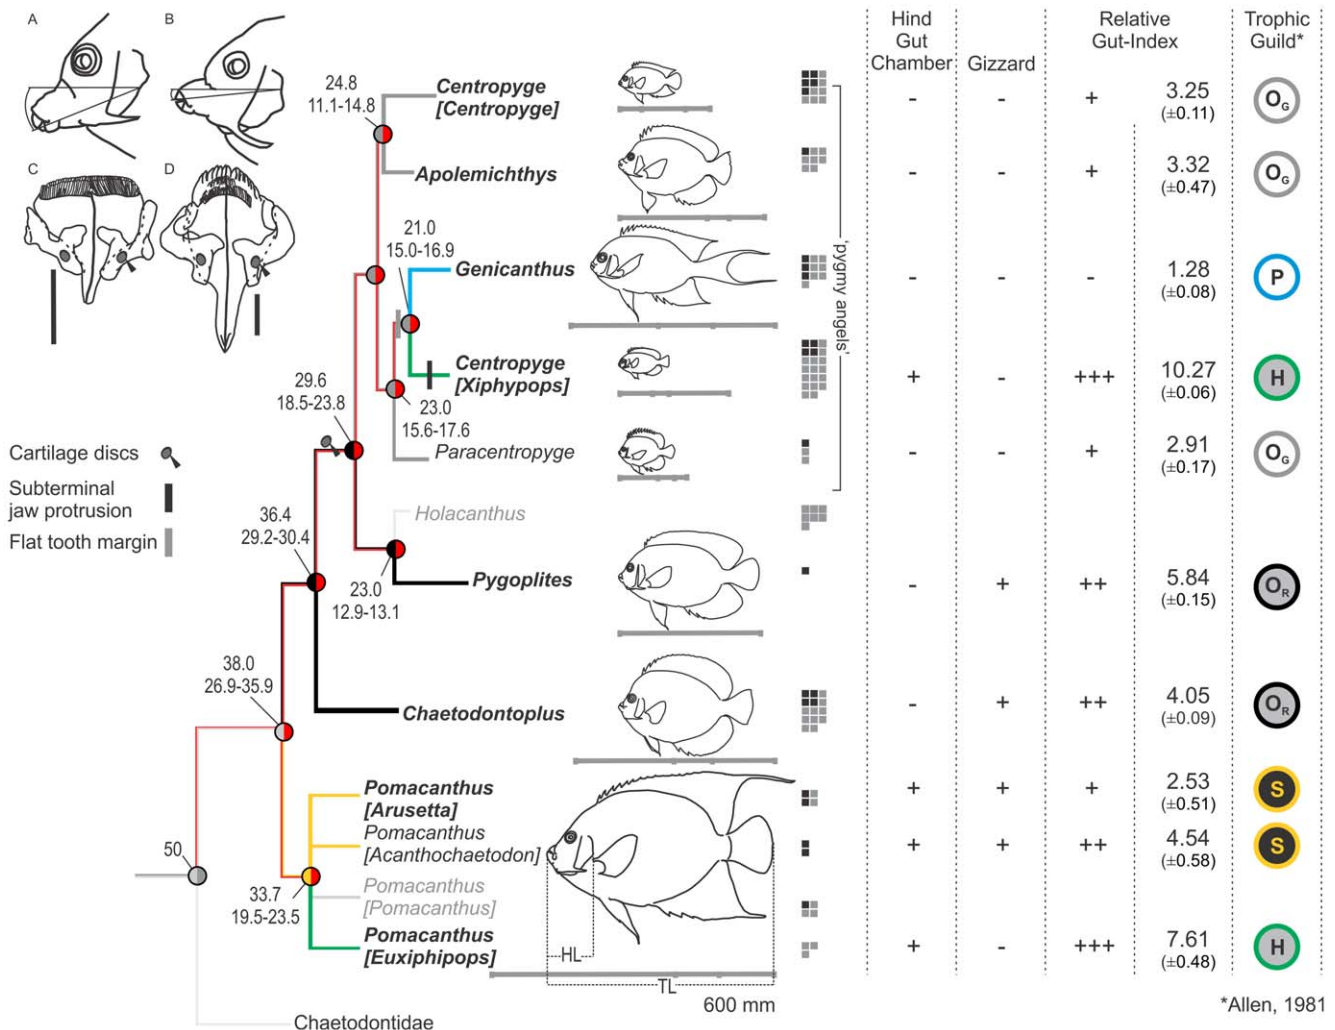 A
B
C
D
Hind
Gut
Chamber
Gizzard
Relative
Gut-Index
Trophic
Guild*
24.8
11.1-14.8
Centropyge
[Centropyge]
- - + 3.25
(±0.11)
O_G
Apolemichthys
- - + 3.32
(±0.47)
O_G
'pygmy angels'
21.0
15.0-16.9
Genicanthus
- - - 1.28
(±0.08)
P
Centropyge
[Xiphypops]
+ - +++ 10.27
(±0.06)
H
29.6
18.5-23.8
23.0
15.6-17.6
Paracentropyge
- - + 2.91
(±0.17)
O_G
Cartilage discs
Subterminal
jaw protrusion
Flat tooth margin
Holacanthus
36.4
29.2-30.4
Pygoplites
- + ++ 5.84
(±0.15)
O_R
23.0
12.9-13.1
38.0
26.9-35.9
Chaetodontoplus
- + ++ 4.05
(±0.09)
O_R
Pomacanthus
[Arusetta]
+ + + 2.53
(±0.51)
S
Pomacanthus
[Acanthochaetodon]
+ + ++ 4.54
(±0.58)
S
50
33.7
19.5-23.5
Pomacanthus
[Pomacanthus]
Pomacanthus
[Euxiphipops]
+ - +++ 7.61
(±0.48)
H
HL
TL
600 mm
*Allen, 1981
Chaetodontidae